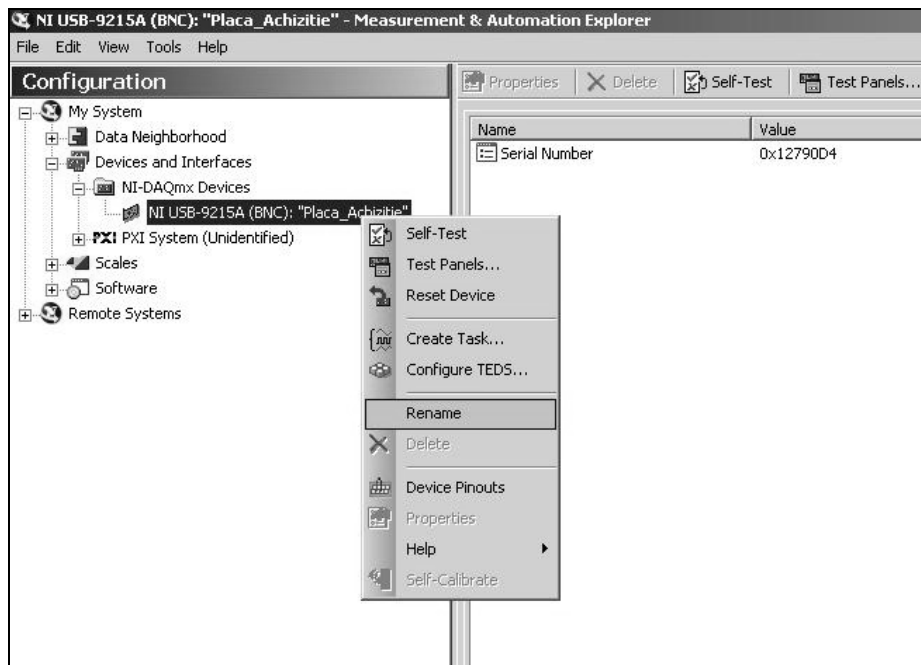 NI USB-9215A (BNC): "Placa_Achizitie" - Measurement & Automation Explorer
File Edit View Tools Help
Configuration
Properties Delete Self-Test Test Panels...
My System
Data Neighborhood
Devices and Interfaces
NI-DAQmx Devices
NI USB-9215A (BNC): "Placa_Achizitie"
PXI PXI System (Unidentified)
Scales
Software
Remote Systems
Name Value
Serial Number 0x12790D4
Self-Test
Test Panels...
Reset Device
Create Task...
Configure TEDS...
Rename
Delete
Device Pinouts
Properties
Help
Self-Calibrate